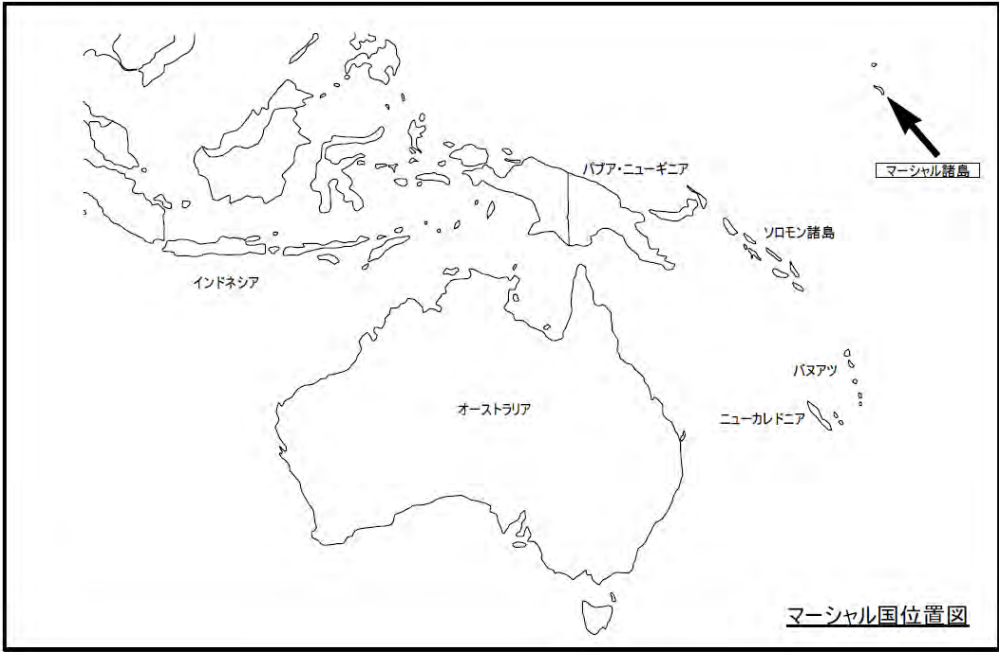 マーシャル諸島
パプア・ニューギニア
ソロモン諸島
インドネシア
バヌアツ
オーストラリア
ニューカレドニア
マーシャル国位置図